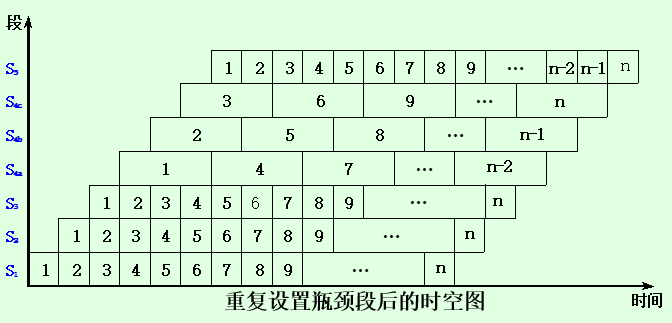 段
S₅ 1 2 3 4 5 6 7 8 9 … n-2 n-1 n
S₄c 3 6 9 … n
S₄b 2 5 8 … n-1
S₄a 1 4 7 … n-2
S₃ 1 2 3 4 5 6 7 8 9 … n
S₂ 1 2 3 4 5 6 7 8 9 … n
S₁ 1 2 3 4 5 6 7 8 9 … n
重复设置瓶颈段后的时空图 时间